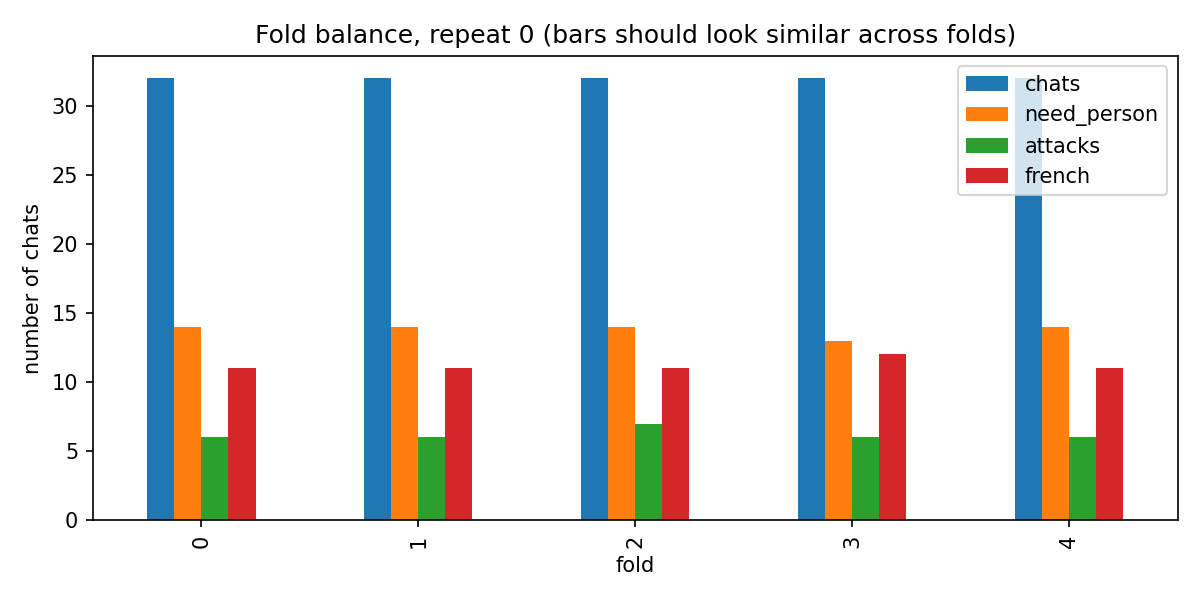 Fold balance, repeat 0 (bars should look similar across folds)
chats
need_person
attacks
french
number of chats
30
25
20
15
10
5
0
0 1 2 3 4
fold